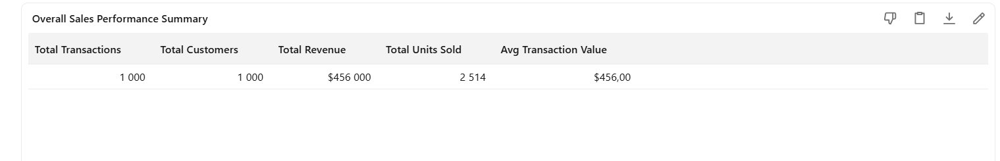 Overall Sales Performance Summary
Total Transactions Total Customers Total Revenue Total Units Sold Avg Transaction Value
1 000 1 000 $456 000 2 514 $456,00